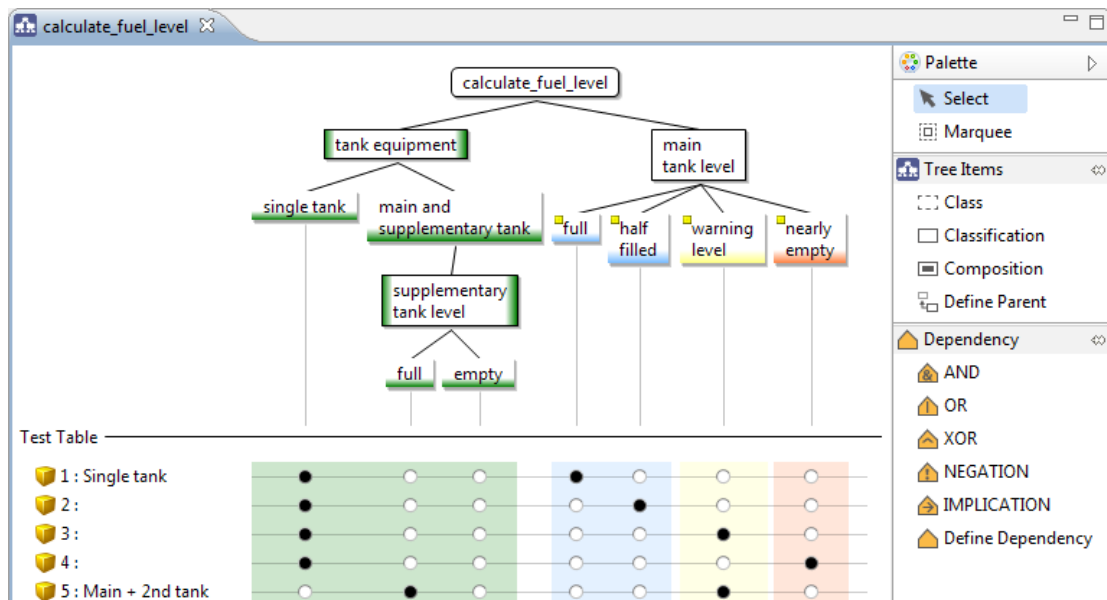 calculate_fuel_level
calculate_fuel_level
tank equipment
main
tank level
single tank
main and
supplementary tank
full
half
filled
warning
level
nearly
empty
supplementary
tank level
full
empty
Test Table
1 : Single tank
2 :
3 :
4 :
5 : Main + 2nd tank
Palette
Select
Marquee
Tree Items
Class
Classification
Composition
Define Parent
Dependency
AND
OR
XOR
NEGATION
IMPLICATION
Define Dependency